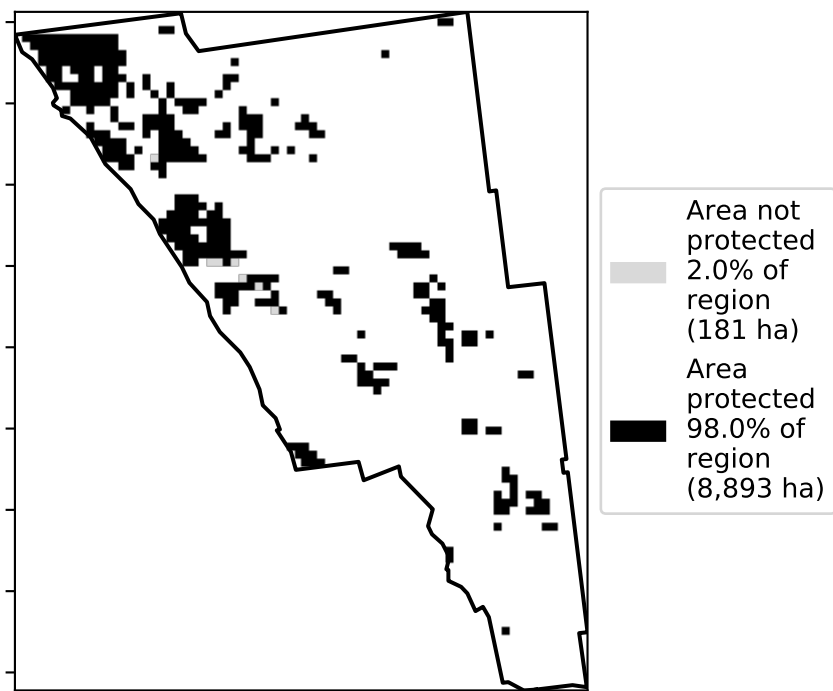 Area not
protected
2.0% of
region
(181 ha)
Area
protected
98.0% of
region
(8,893 ha)